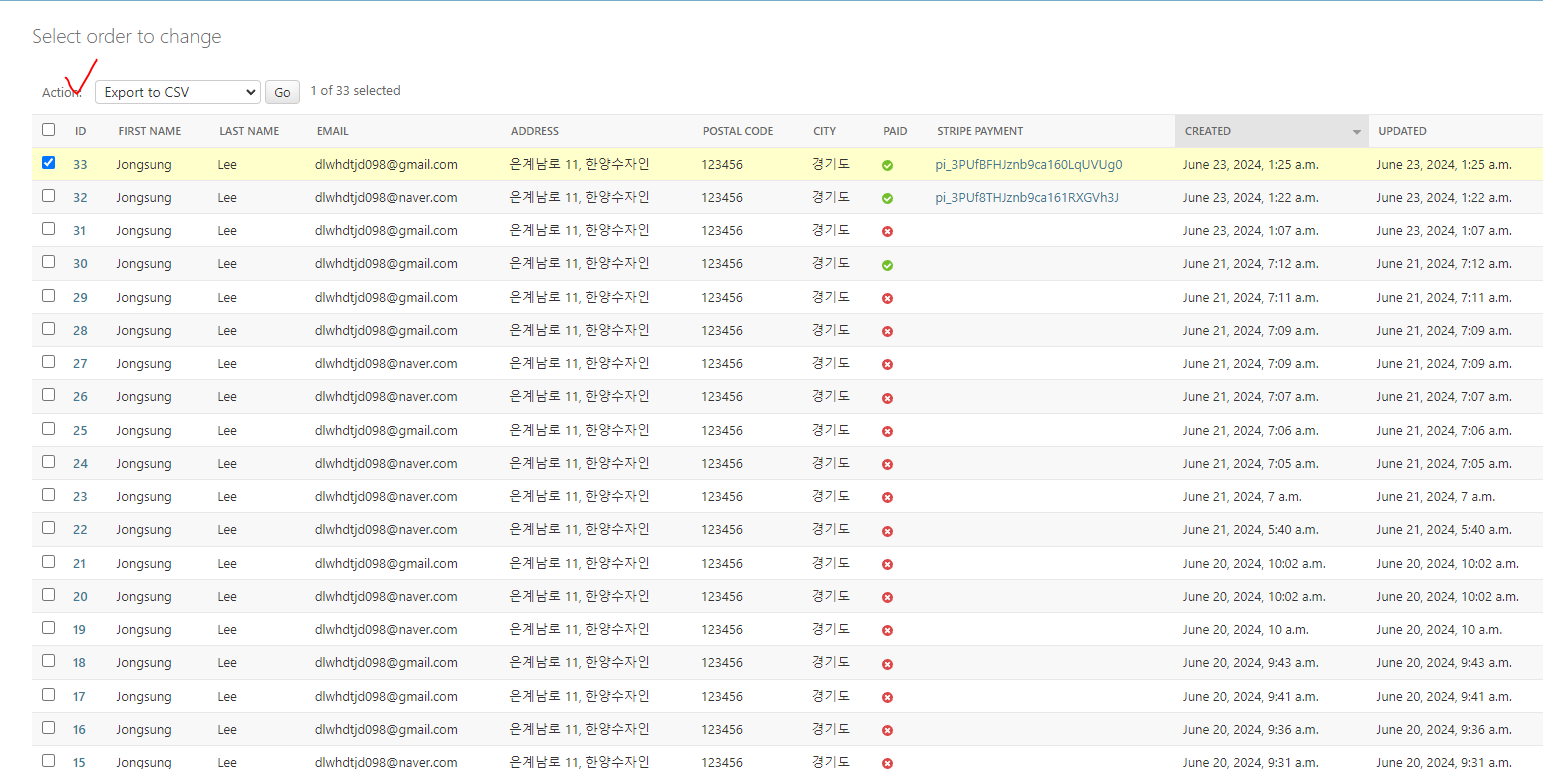 Select order to change
Action: Export to CSV Go 1 of 33 selected
ID FIRST NAME LAST NAME EMAIL ADDRESS POSTAL CODE CITY PAID STRIPE PAYMENT CREATED UPDATED
33 Jongsung Lee dlwhdtjd098@gmail.com 은계남로 11, 한양수자인 123456 경기도 pi_3PUfBFHJznb9ca160LqUVUg0 June 23, 2024, 1:25 a.m. June 23, 2024, 1:25 a.m.
32 Jongsung Lee dlwhdtjd098@naver.com 은계남로 11, 한양수자인 123456 경기도 pi_3PUf8THJznb9ca161RXGVh3J June 23, 2024, 1:22 a.m. June 23, 2024, 1:22 a.m.
31 Jongsung Lee dlwhdtjd098@gmail.com 은계남로 11, 한양수자인 123456 경기도 June 23, 2024, 1:07 a.m. June 23, 2024, 1:07 a.m.
30 Jongsung Lee dlwhdtjd098@gmail.com 은계남로 11, 한양수자인 123456 경기도 June 21, 2024, 7:12 a.m. June 21, 2024, 7:12 a.m.
29 Jongsung Lee dlwhdtjd098@gmail.com 은계남로 11, 한양수자인 123456 경기도 June 21, 2024, 7:11 a.m. June 21, 2024, 7:11 a.m.
28 Jongsung Lee dlwhdtjd098@gmail.com 은계남로 11, 한양수자인 123456 경기도 June 21, 2024, 7:09 a.m. June 21, 2024, 7:09 a.m.
27 Jongsung Lee dlwhdtjd098@naver.com 은계남로 11, 한양수자인 123456 경기도 June 21, 2024, 7:09 a.m. June 21, 2024, 7:09 a.m.
26 Jongsung Lee dlwhdtjd098@naver.com 은계남로 11, 한양수자인 123456 경기도 June 21, 2024, 7:07 a.m. June 21, 2024, 7:07 a.m.
25 Jongsung Lee dlwhdtjd098@gmail.com 은계남로 11, 한양수자인 123456 경기도 June 21, 2024, 7:06 a.m. June 21, 2024, 7:06 a.m.
24 Jongsung Lee dlwhdtjd098@naver.com 은계남로 11, 한양수자인 123456 경기도 June 21, 2024, 7:05 a.m. June 21, 2024, 7:05 a.m.
23 Jongsung Lee dlwhdtjd098@naver.com 은계남로 11, 한양수자인 123456 경기도 June 21, 2024, 7 a.m. June 21, 2024, 7 a.m.
22 Jongsung Lee dlwhdtjd098@naver.com 은계남로 11, 한양수자인 123456 경기도 June 21, 2024, 5:40 a.m. June 21, 2024, 5:40 a.m.
21 Jongsung Lee dlwhdtjd098@gmail.com 은계남로 11, 한양수자인 123456 경기도 June 20, 2024, 10:02 a.m. June 20, 2024, 10:02 a.m.
20 Jongsung Lee dlwhdtjd098@naver.com 은계남로 11, 한양수자인 123456 경기도 June 20, 2024, 10:02 a.m. June 20, 2024, 10:02 a.m.
19 Jongsung Lee dlwhdtjd098@naver.com 은계남로 11, 한양수자인 123456 경기도 June 20, 2024, 10 a.m. June 20, 2024, 10 a.m.
18 Jongsung Lee dlwhdtjd098@gmail.com 은계남로 11, 한양수자인 123456 경기도 June 20, 2024, 9:43 a.m. June 20, 2024, 9:43 a.m.
17 Jongsung Lee dlwhdtjd098@gmail.com 은계남로 11, 한양수자인 123456 경기도 June 20, 2024, 9:41 a.m. June 20, 2024, 9:41 a.m.
16 Jongsung Lee dlwhdtjd098@gmail.com 은계남로 11, 한양수자인 123456 경기도 June 20, 2024, 9:36 a.m. June 20, 2024, 9:36 a.m.
15 Jongsung Lee dlwhdtjd098@naver.com 은계남로 11, 한양수자인 123456 경기도 June 20, 2024, 9:31 a.m. June 20, 2024, 9:31 a.m.